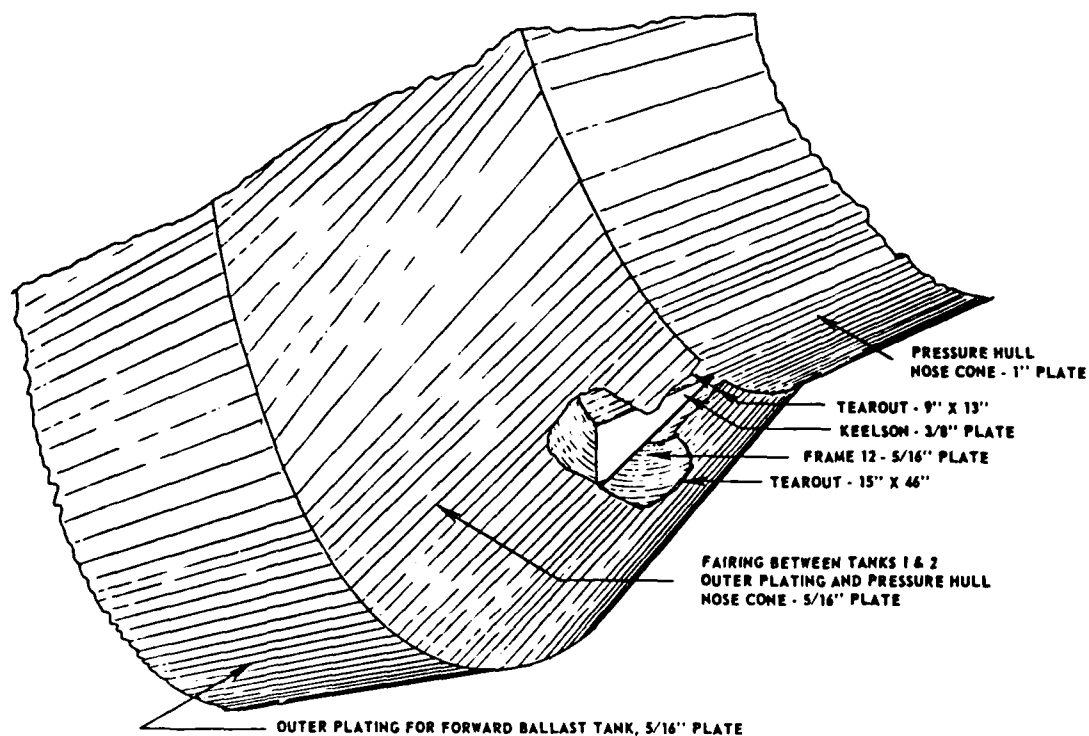 PRESSURE HULL
NOSE CONE - 1" PLATE
TEAROUT - 9" X 13"
KEELSON - 3/8" PLATE
FRAME 12 - 5/16" PLATE
TEAROUT - 15" X 46"
FAIRING BETWEEN TANKS 1 & 2
OUTER PLATING AND PRESSURE HULL
NOSE CONE - 5/16" PLATE
OUTER PLATING FOR FORWARD BALLAST TANK, 5/16" PLATE